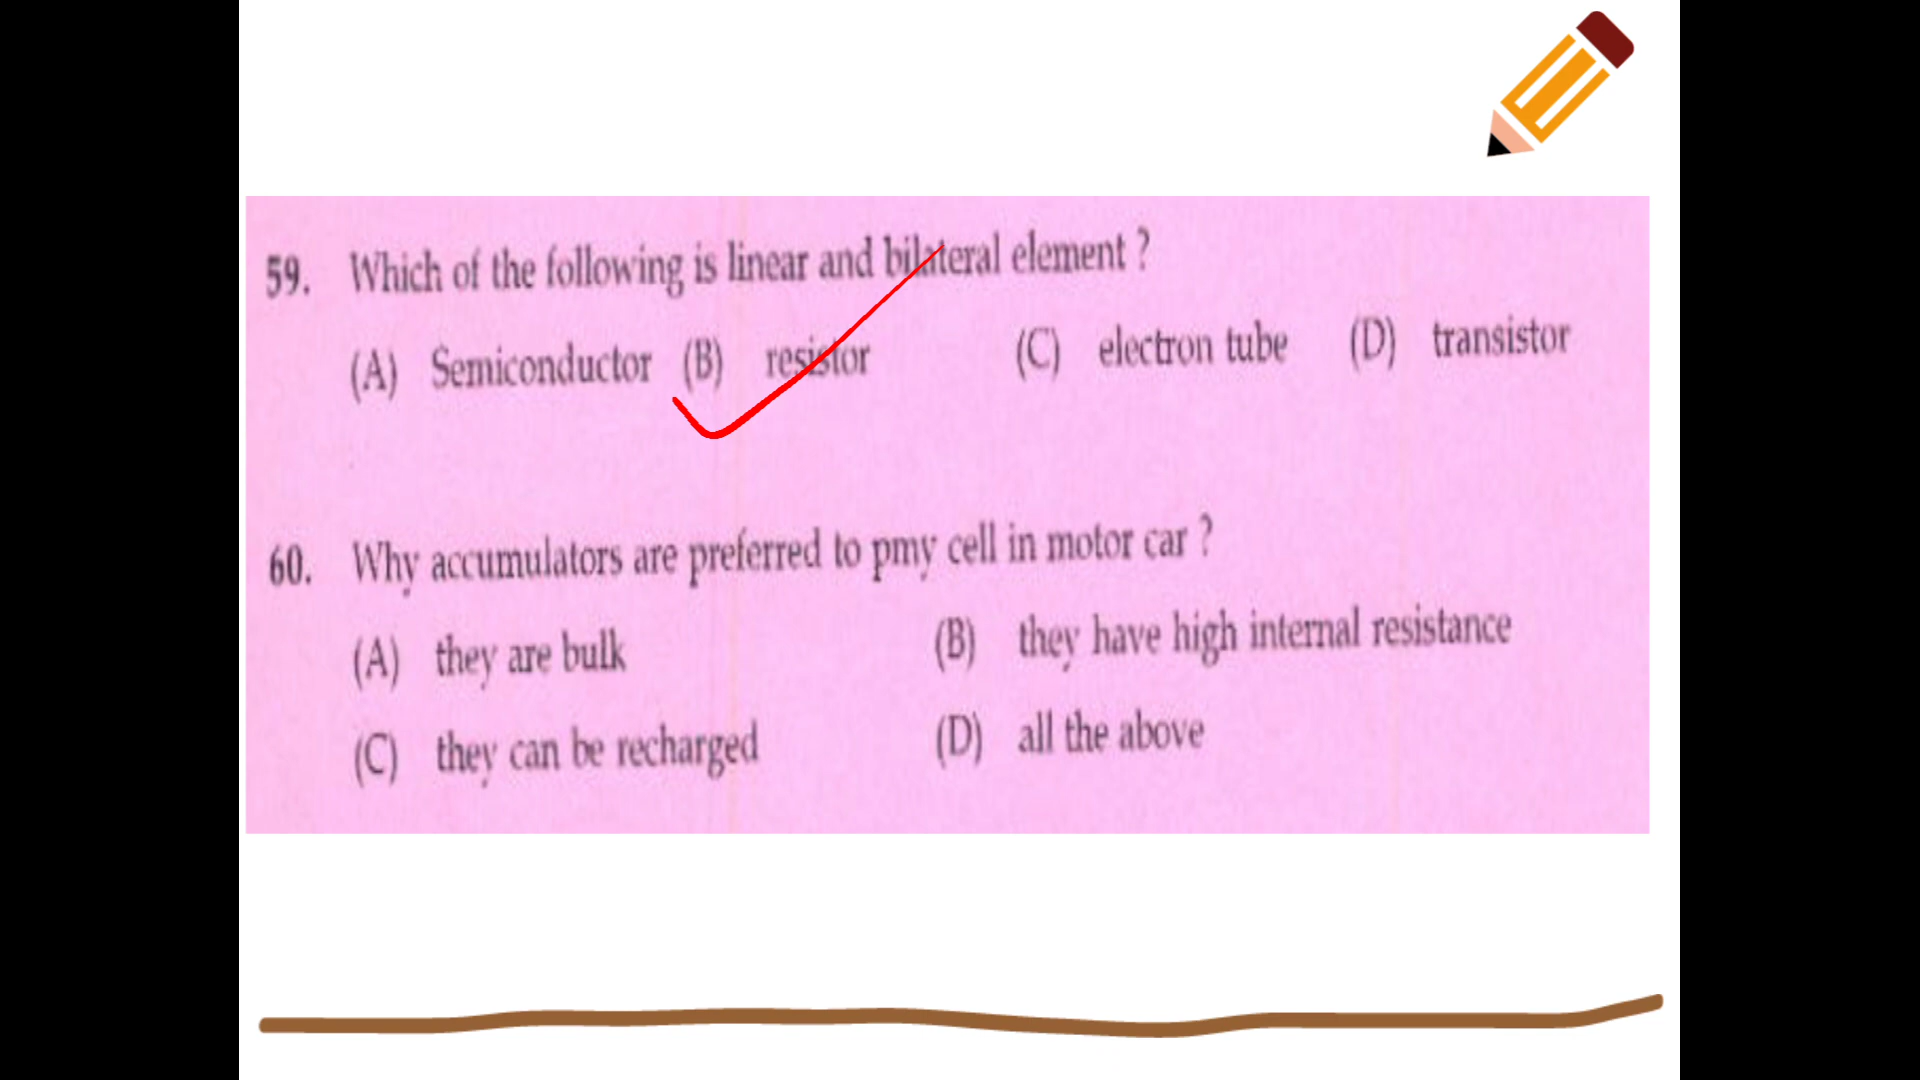 59. Which of the following is linear and bilateral element ?
(A) Semiconductor (B) resistor (C) electron tube (D) transistor
60. Why accumulators are preferred to pmy cell in motor car ?
(A) they are bulk (B) they have high internal resistance
(C) they can be recharged (D) all the above